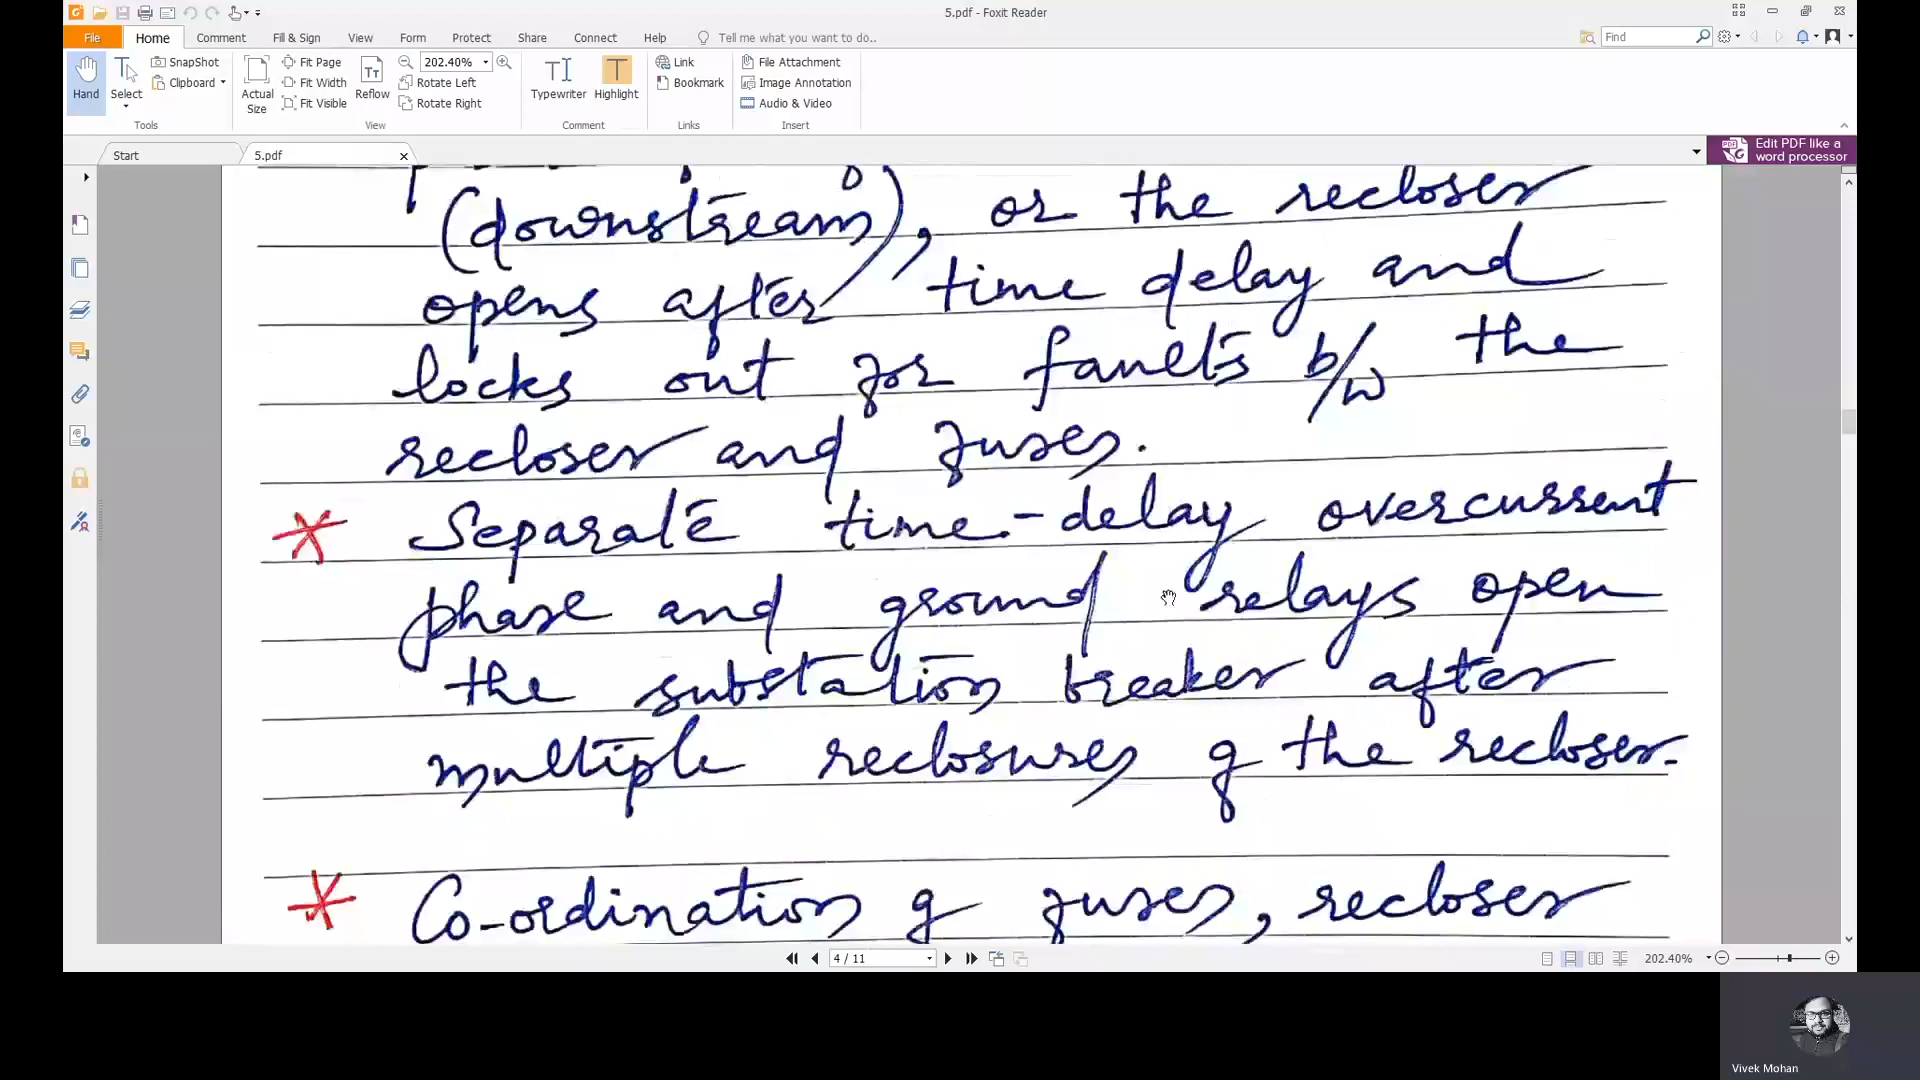 5.pdf - Foxit Reader
File Home Comment Fill & Sign View Form Protect Share Connect Help Tell me what you want to do.. Find
Hand Select SnapShot Clipboard Actual Size Fit Page Fit Width Fit Visible Reflow 202.40% Rotate Left Rotate Right Typewriter Highlight Link Bookmark File Attachment Image Annotation Audio & Video
Tools View Comment Links Insert
Start 5.pdf Edit PDF like a word processor
(downstream), or the recloser
opens after time delay and
locks out for faults b/w the
recloser and fuses.
* Separate time-delay overcurrent
phase and ground relays open
the substation breaker after
multiple reclosures of the recloser.
* Co-ordination of fuses, recloser
4 / 11 202.40%
Vivek Mohan